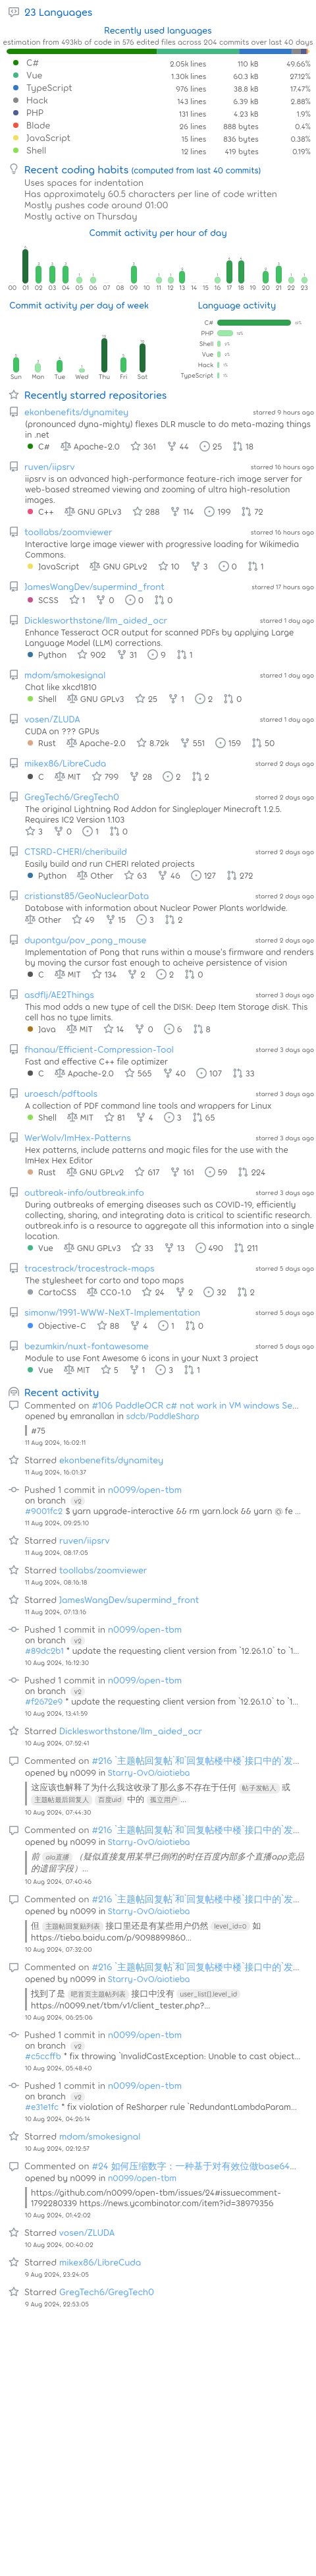 23 Languages
Recently used languages
estimation from 493kb of code in 576 edited files across 204 commits over last 40 days
C# 2.05k lines 110 kB 49.66%
Vue 1.30k lines 60.3 kB 27.12%
TypeScript 976 lines 38.8 kB 17.47%
Hack 143 lines 6.39 kB 2.88%
PHP 131 lines 4.23 kB 1.9%
Blade 26 lines 888 bytes 0.4%
JavaScript 15 lines 836 bytes 0.38%
Shell 12 lines 419 bytes 0.19%
Recent coding habits (computed from last 40 commits)
Uses spaces for indentation
Has approximately 60.5 characters per line of code written
Mostly pushes code around 01:00
Mostly active on Thursday
Commit activity per hour of day
00 01 02 03 04 05 06 07 08 09 10 11 12 13 14 15 16 17 18 19 20 21 22 23
Commit activity per day of week
Language activity
C#
PHP
Shell
Vue
Hack
TypeScript
Sun Mon Tue Wed Thu Fri Sat
Recently starred repositories
ekonbenefits/dynamitey starred 9 hours ago
(pronounced dyna-mighty) flexes DLR muscle to do meta-mazing things
in .net
C# Apache-2.0 361 44 25 18
ruven/iipsrv starred 16 hours ago
iipsrv is an advanced high-performance feature-rich image server for
web-based streamed viewing and zooming of ultra high-resolution
images.
C++ GNU GPLv3 288 114 199 72
toollabs/zoomviewer starred 16 hours ago
Interactive large image viewer with progressive loading for Wikimedia
Commons.
JavaScript GNU GPLv2 10 3 0 1
JamesWangDev/supermind_front starred 17 hours ago
SCSS 1 0 0 0
Dicklesworthstone/llm_aided_ocr starred 1 day ago
Enhance Tesseract OCR output for scanned PDFs by applying Large
Language Model (LLM) corrections.
Python 902 31 9 1
mdom/smokesignal starred 1 day ago
Chat like xkcd1810
Shell GNU GPLv3 25 1 2 0
vosen/ZLUDA starred 1 day ago
CUDA on ??? GPUs
Rust Apache-2.0 8.72k 551 159 50
mikex86/LibreCuda starred 2 days ago
C MIT 799 28 2 2
GregTech6/GregTech0 starred 2 days ago
The original Lightning Rod Addon for Singleplayer Minecraft 1.2.5.
Requires IC2 Version 1.103
3 0 1 0
CTSRD-CHERI/cheribuild starred 2 days ago
Easily build and run CHERI related projects
Python Other 63 46 127 272
cristianst85/GeoNuclearData starred 2 days ago
Database with information about Nuclear Power Plants worldwide.
Other 49 15 3 2
dupontgu/pov_pong_mouse starred 2 days ago
Implementation of Pong that runs within a mouse's firmware and renders
by moving the cursor fast enough to acheive persistence of vision
C MIT 134 2 2 0
asdflj/AE2Things starred 3 days ago
This mod adds a new type of cell the DISK: Deep Item Storage disK. This
cell has no type limits.
Java MIT 14 0 6 8
fhanau/Efficient-Compression-Tool starred 3 days ago
Fast and effective C++ file optimizer
C Apache-2.0 565 40 107 33
uroesch/pdftools starred 3 days ago
A collection of PDF command line tools and wrappers for Linux
Shell MIT 81 4 3 65
WerWolv/ImHex-Patterns starred 3 days ago
Hex patterns, include patterns and magic files for the use with the
ImHex Hex Editor
Rust GNU GPLv2 617 161 59 224
outbreak-info/outbreak.info starred 3 days ago
During outbreaks of emerging diseases such as COVID-19, efficiently
collecting, sharing, and integrating data is critical to scientific research.
outbreak.info is a resource to aggregate all this information into a single
location.
Vue GNU GPLv3 33 13 490 211
tracestrack/tracestrack-maps starred 5 days ago
The stylesheet for carto and topo maps
CartoCSS CC0-1.0 24 2 32 2
simonw/1991-WWW-NeXT-Implementation starred 5 days ago
Objective-C 88 4 1 0
bezumkin/nuxt-fontawesome starred 5 days ago
Module to use Font Awesome 6 icons in your Nuxt 3 project
Vue MIT 5 1 3 1
Recent activity
Commented on #106 PaddleOCR c# not work in VM windows Se...
opened by emranallan in sdcb/PaddleSharp
#75
11 Aug 2024, 16:02:11
Starred ekonbenefits/dynamitey
11 Aug 2024, 16:01:37
Pushed 1 commit in n0099/open-tbm
on branch v2
#9001fc2 $ yarn upgrade-interactive && rm yarn.lock && yarn @ fe ...
11 Aug 2024, 09:25:10
Starred ruven/iipsrv
11 Aug 2024, 08:17:05
Starred toollabs/zoomviewer
11 Aug 2024, 08:16:18
Starred JamesWangDev/supermind_front
11 Aug 2024, 07:13:16
Pushed 1 commit in n0099/open-tbm
on branch v2
#89dc2b1 * update the requesting client version from `12.26.1.0` to `1...
10 Aug 2024, 16:12:30
Pushed 1 commit in n0099/open-tbm
on branch v2
#f2672e9 * update the requesting client version from `12.26.1.0` to `1...
10 Aug 2024, 13:41:59
Starred Dicklesworthstone/llm_aided_ocr
10 Aug 2024, 07:52:41
Commented on #216 `主题帖回复帖`和`回复帖楼中楼`接口中的`发...
opened by n0099 in Starry-OvO/aiotieba
这应该也解释了为什么我这收录了那么多不存在于任何 帖子发帖人 或
主题帖最后回复人 百度uid 中的 孤立用户 ...
10 Aug 2024, 07:44:30
Commented on #216 `主题帖回复帖`和`回复帖楼中楼`接口中的`发...
opened by n0099 in Starry-OvO/aiotieba
前 ala直播 （疑似直接复用某早已倒闭的时任百度内部多个直播app竞品
的遗留字段）...
10 Aug 2024, 07:40:46
Commented on #216 `主题帖回复帖`和`回复帖楼中楼`接口中的`发...
opened by n0099 in Starry-OvO/aiotieba
但 主题帖回复帖列表 接口里还是有某些用户仍然 level_id=0 如
https://tieba.baidu.com/p/9098899860...
10 Aug 2024, 07:32:00
Commented on #216 `主题帖回复帖`和`回复帖楼中楼`接口中的`发...
opened by n0099 in Starry-OvO/aiotieba
找到了是 吧首页主题帖列表 接口中没有 user_list[].level_id
https://n0099.net/tbm/v1/client_tester.php?...
10 Aug 2024, 06:25:06
Pushed 1 commit in n0099/open-tbm
on branch v2
#c5ccffb * fix throwing `InvalidCastException: Unable to cast object...
10 Aug 2024, 05:48:40
Pushed 1 commit in n0099/open-tbm
on branch v2
#e31e1fc * fix violation of ReSharper rule `RedundantLambdaParam...
10 Aug 2024, 04:26:14
Starred mdom/smokesignal
10 Aug 2024, 02:12:57
Commented on #24 如何压缩数字：一种基于对有效位做base64...
opened by n0099 in n0099/open-tbm
https://github.com/n0099/open-tbm/issues/24#issuecomment-
1792280339 https://news.ycombinator.com/item?id=38979356
10 Aug 2024, 01:42:02
Starred vosen/ZLUDA
10 Aug 2024, 00:40:02
Starred mikex86/LibreCuda
9 Aug 2024, 23:24:05
Starred GregTech6/GregTech0
9 Aug 2024, 22:53:05